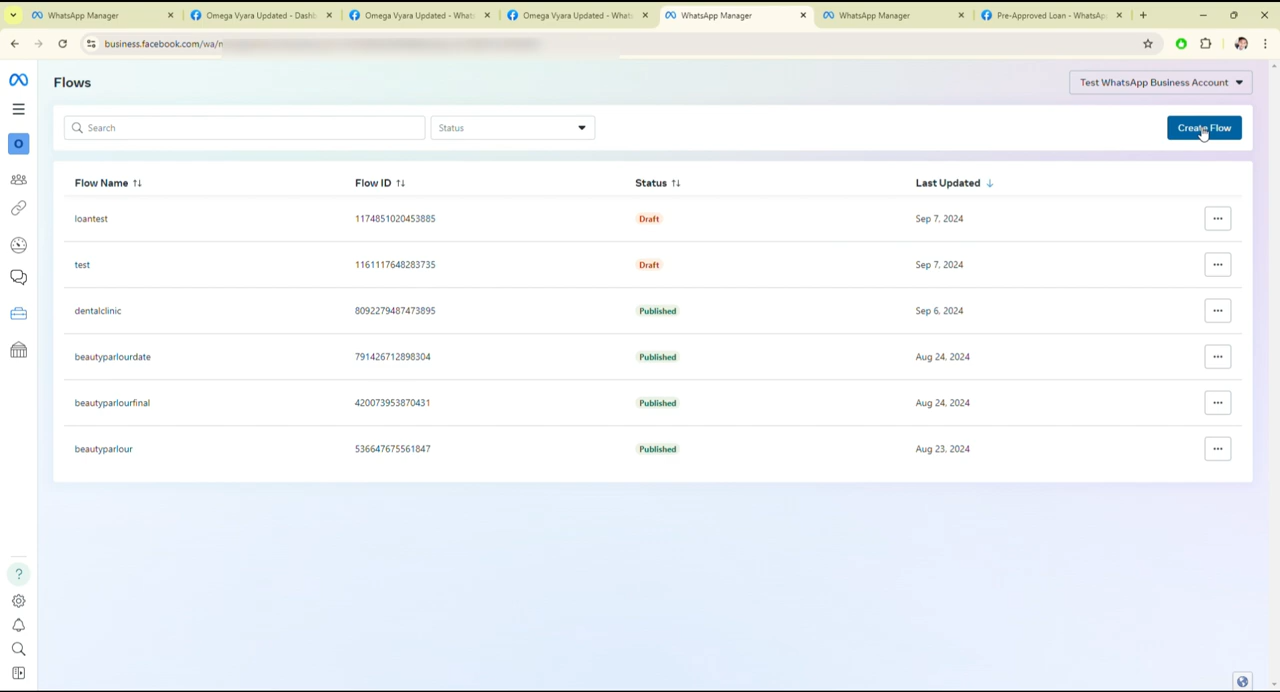 WhatsApp Manager
Omega Vyara Updated - Dashb
Omega Vyara Updated - What
Omega Vyara Updated - Whats
WhatsApp Manager
WhatsApp Manager
Pre-Approved Loan - WhatsAp
business.facebook.com/wa/
Flows
Test WhatsApp Business Account
O
Search
Status
Create Flow
Flow Name
Flow ID
Status
Last Updated
loantest
1174851020453885
Draft
Sep 7, 2024
test
1161117648283735
Draft
Sep 7, 2024
dentalclinic
8092279487473895
Published
Sep 6, 2024
beautyparlourdate
791426712898304
Published
Aug 24, 2024
beautyparlourfinal
420073953870431
Published
Aug 24, 2024
beautyparlour
536647675561847
Published
Aug 23, 2024